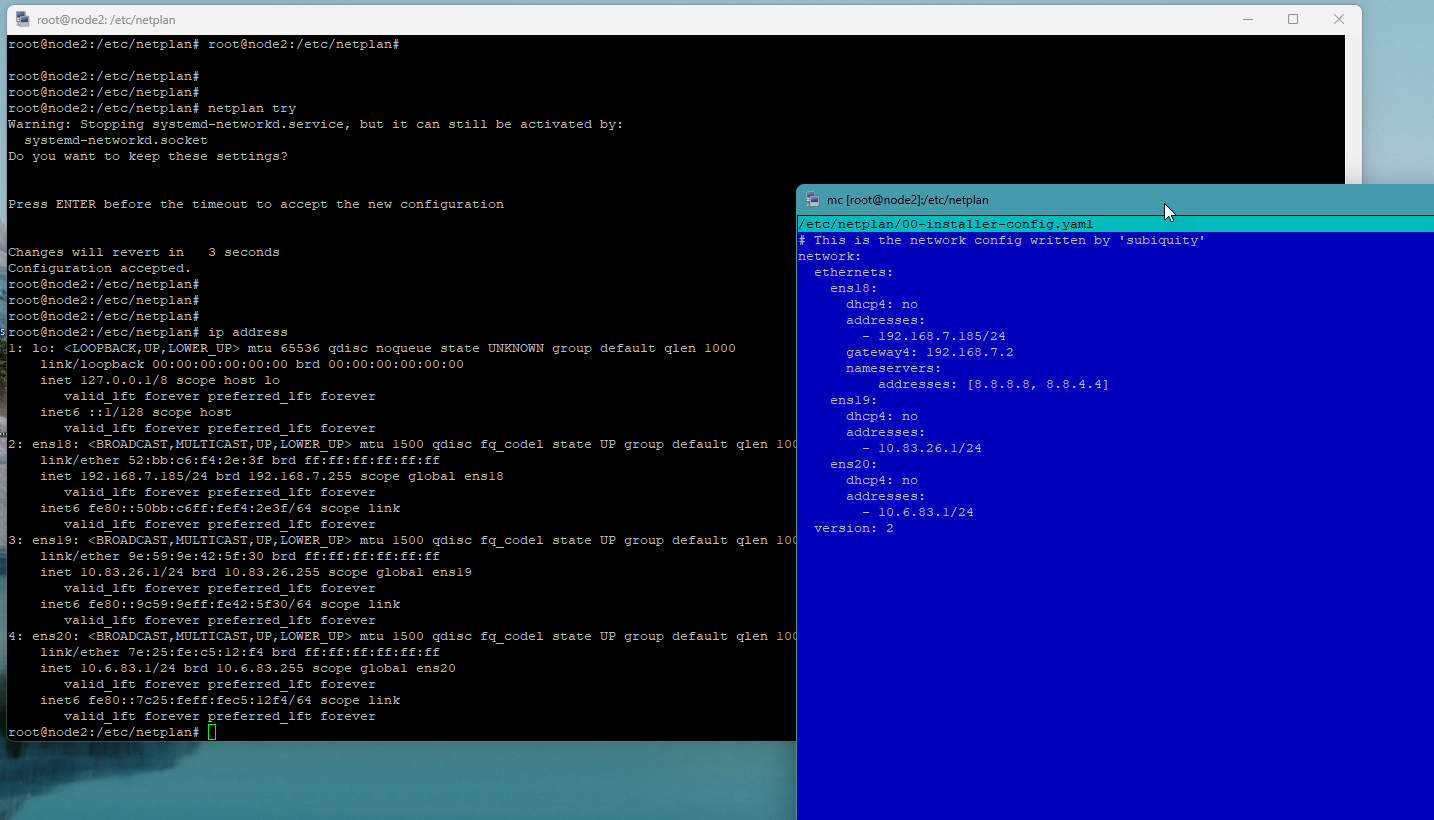 root@node2: /etc/netplan
root@node2:/etc/netplan# root@node2:/etc/netplan#
root@node2:/etc/netplan#
root@node2:/etc/netplan#
root@node2:/etc/netplan# netplan try
Warning: Stopping systemd-networkd.service, but it can still be activated by:
  systemd-networkd.socket
Do you want to keep these settings?
Press ENTER before the timeout to accept the new configuration
Changes will revert in   3 seconds
Configuration accepted.
root@node2:/etc/netplan#
root@node2:/etc/netplan#
root@node2:/etc/netplan#
root@node2:/etc/netplan# ip address
1: lo: <LOOPBACK,UP,LOWER_UP> mtu 65536 qdisc noqueue state UNKNOWN group default qlen 1000
    link/loopback 00:00:00:00:00:00 brd 00:00:00:00:00:00
    inet 127.0.0.1/8 scope host lo
       valid_lft forever preferred_lft forever
    inet6 ::1/128 scope host
       valid_lft forever preferred_lft forever
2: ens18: <BROADCAST,MULTICAST,UP,LOWER_UP> mtu 1500 qdisc fq_codel state UP group default qlen 100
    link/ether 52:bb:c6:f4:2e:3f brd ff:ff:ff:ff:ff:ff
    inet 192.168.7.185/24 brd 192.168.7.255 scope global ens18
       valid_lft forever preferred_lft forever
    inet6 fe80::50bb:c6ff:fef4:2e3f/64 scope link
       valid_lft forever preferred_lft forever
3: ens19: <BROADCAST,MULTICAST,UP,LOWER_UP> mtu 1500 qdisc fq_codel state UP group default qlen 100
    link/ether 9e:59:9e:42:5f:30 brd ff:ff:ff:ff:ff:ff
    inet 10.83.26.1/24 brd 10.83.26.255 scope global ens19
       valid_lft forever preferred_lft forever
    inet6 fe80::9c59:9eff:fe42:5f30/64 scope link
       valid_lft forever preferred_lft forever
4: ens20: <BROADCAST,MULTICAST,UP,LOWER_UP> mtu 1500 qdisc fq_codel state UP group default qlen 100
    link/ether 7e:25:fe:c5:12:f4 brd ff:ff:ff:ff:ff:ff
    inet 10.6.83.1/24 brd 10.6.83.255 scope global ens20
       valid_lft forever preferred_lft forever
    inet6 fe80::7c25:feff:fec5:12f4/64 scope link
       valid_lft forever preferred_lft forever
root@node2:/etc/netplan#
mc [root@node2]:/etc/netplan
/etc/netplan/00-installer-config.yaml
# This is the network config written by 'subiquity'
network:
  ethernets:
    ens18:
      dhcp4: no
      addresses:
        - 192.168.7.185/24
      gateway4: 192.168.7.2
      nameservers:
          addresses: [8.8.8.8, 8.8.4.4]
    ens19:
      dhcp4: no
      addresses:
        - 10.83.26.1/24
    ens20:
      dhcp4: no
      addresses:
        - 10.6.83.1/24
  version: 2